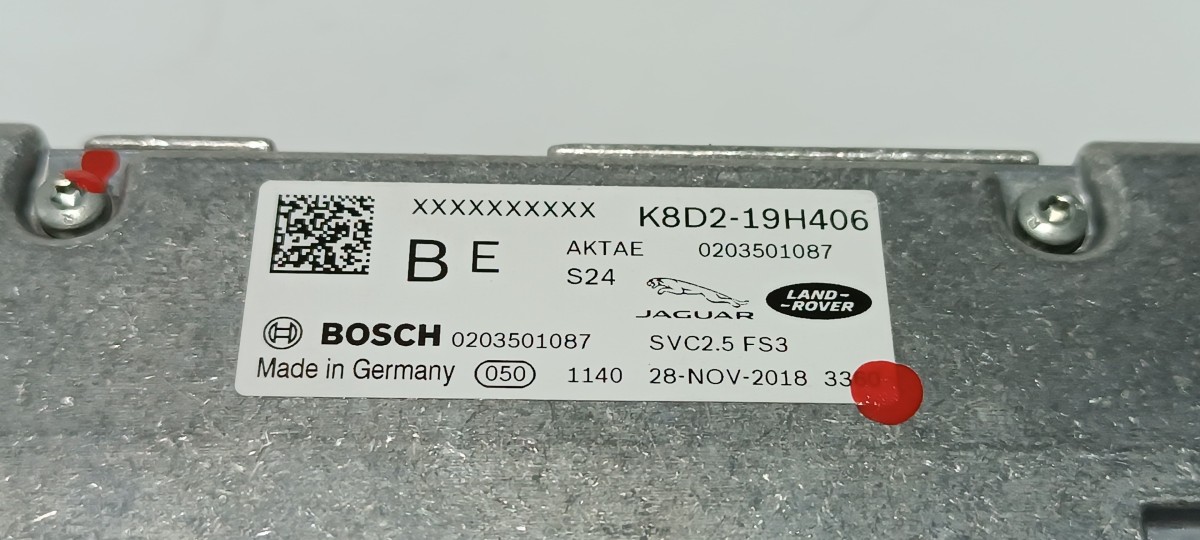 XXXXXXXXXX K8D2-19H406
B E AKTAE 0203501087
S24
JAGUAR LAND-
-ROVER
BOSCH 0203501087 SVC2.5 FS3
Made in Germany 050 1140 28-NOV-2018